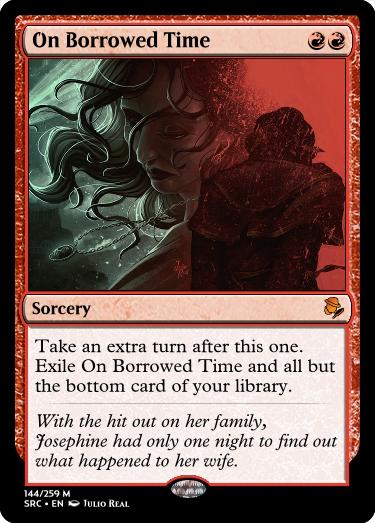 On Borrowed Time
Sorcery
Take an extra turn after this one.
Exile On Borrowed Time and all but
the bottom card of your library.
With the hit out on her family,
Josephine had only one night to find out
what happened to her wife.
144/259 M
SRC • EN Julio Real